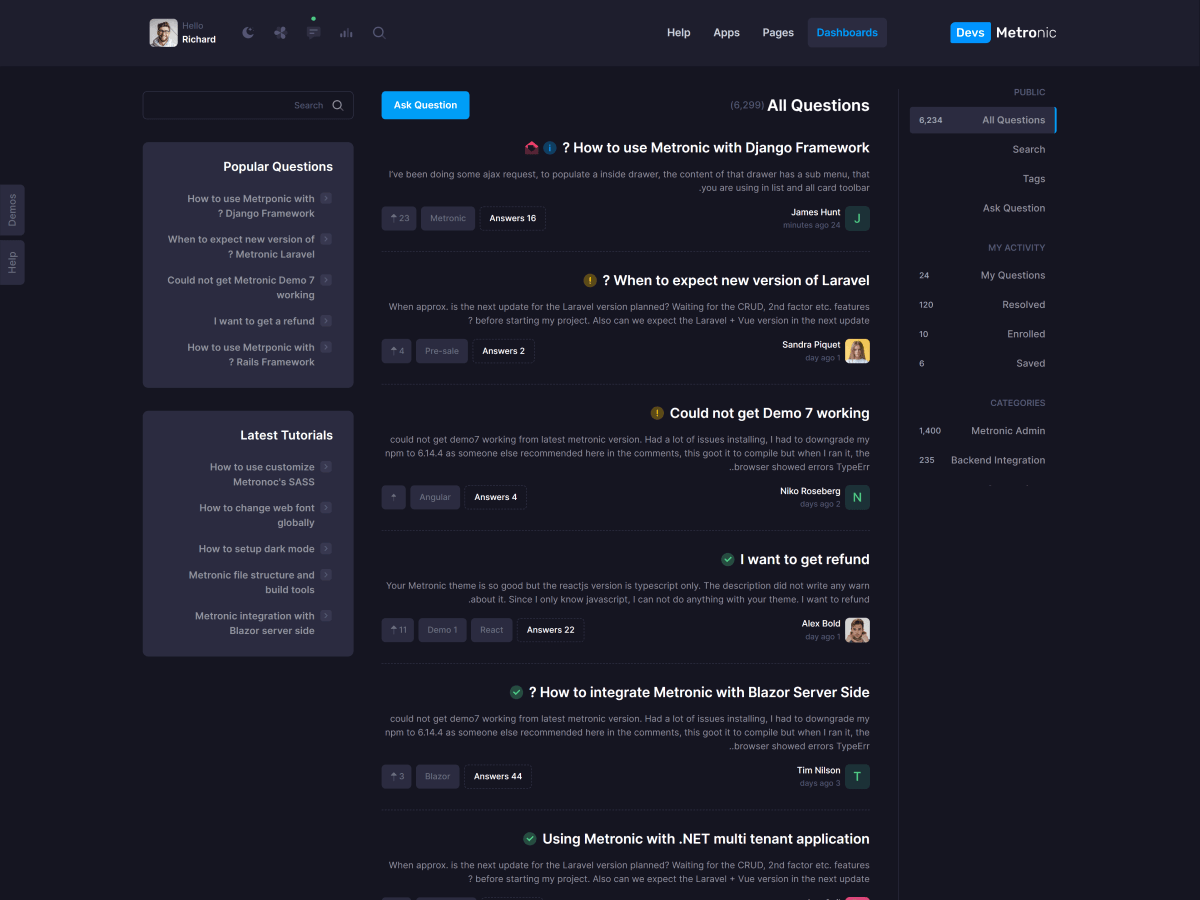 Hello
Richard
Help
Apps
Pages
Dashboards
Devs
Metronic
Demos
Help
Search
Popular Questions
How to use Metrponic with
? Django Framework
When to expect new version of
? Metronic Laravel
Could not get Metronic Demo 7
working
I want to get a refund
How to use Metrponic with
? Rails Framework
Latest Tutorials
How to use customize
Metronoc's SASS
How to change web font
globally
How to setup dark mode
Metronic file structure and
build tools
Metronic integration with
Blazor server side
Ask Question
(6,299) All Questions
? How to use Metronic with Django Framework
I've been doing some ajax request, to populate a inside drawer, the content of that drawer has a sub menu, that
.you are using in list and all card toolbar
23
Metronic
Answers 16
James Hunt
minutes ago 24
J
? When to expect new version of Laravel
When approx. is the next update for the Laravel version planned? Waiting for the CRUD, 2nd factor etc. features
? before starting my project. Also can we expect the Laravel + Vue version in the next update
4
Pre-sale
Answers 2
Sandra Piquet
day ago 1
Could not get Demo 7 working
could not get demo7 working from latest metronic version. Had a lot of issues installing, I had to downgrade my
npm to 6.14.4 as someone else recommended here in the comments, this goot it to compile but when I ran it, the
..browser showed errors TypeErr
Angular
Answers 4
Niko Roseberg
days ago 2
N
I want to get refund
Your Metronic theme is so good but the reactjs version is typescript only. The description did not write any warn
.about it. Since I only know javascript, I can not do anything with your theme. I want to refund
11
Demo 1
React
Answers 22
Alex Bold
day ago 1
? How to integrate Metronic with Blazor Server Side
could not get demo7 working from latest metronic version. Had a lot of issues installing, I had to downgrade my
npm to 6.14.4 as someone else recommended here in the comments, this goot it to compile but when I ran it, the
..browser showed errors TypeErr
3
Blazor
Answers 44
Tim Nilson
days ago 3
T
Using Metronic with .NET multi tenant application
When approx. is the next update for the Laravel version planned? Waiting for the CRUD, 2nd factor etc. features
? before starting my project. Also can we expect the Laravel + Vue version in the next update
PUBLIC
6,234 All Questions
Search
Tags
Ask Question
MY ACTIVITY
24 My Questions
120 Resolved
10 Enrolled
6 Saved
CATEGORIES
1,400 Metronic Admin
235 Backend Integration